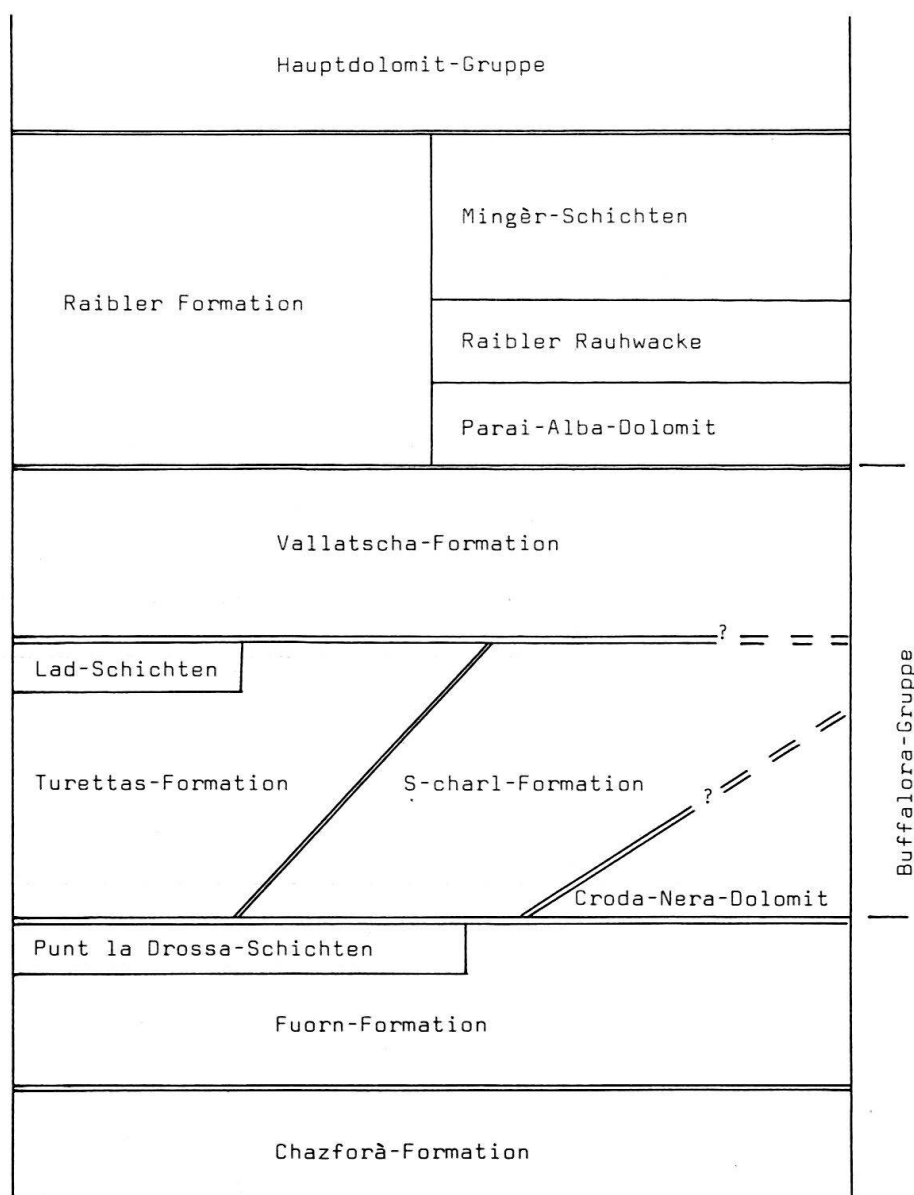 Hauptdolomit-Gruppe
Mingèr-Schichten
Raibler Formation
Raibler Rauhwacke
Parai-Alba-Dolomit
Vallatscha-Formation
?
Lad-Schichten
Turettas-Formation
S-charl-Formation
?
Croda-Nera-Dolomit
Buffalora-Gruppe
Punt la Drossa-Schichten
Fuorn-Formation
Chazforà-Formation